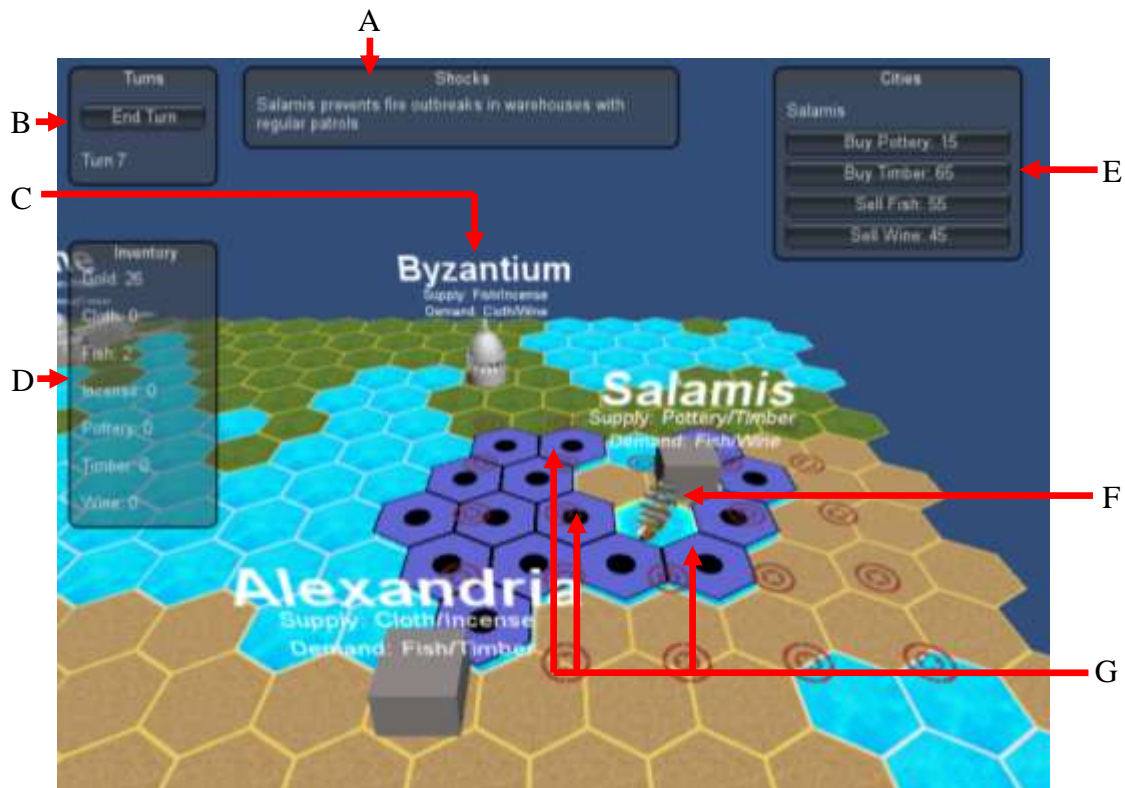 A
Turns
Shocks
Cities
Salamis prevents fire outbreaks in warehouses with
regular patrols
B
End Turn
Turn 7
Salamis
Buy Pottery: 15
Buy Timber: 65
E
Sell Fish: 55
Sell Wine: 45
C
Inventory
Gold: 26
Cloth: 0
Fish: 2
Incense: 0
Pottery: 0
Timber: 0
Wine: 0
D
Byzantium
Supply: Fish/Incense
Demand: Cloth/Wine
Salamis
Supply: Pottery/Timber
Demand: Fish/Wine
F
Alexandria
Supply: Cloth/Incense
Demand: Fish/Timber
G